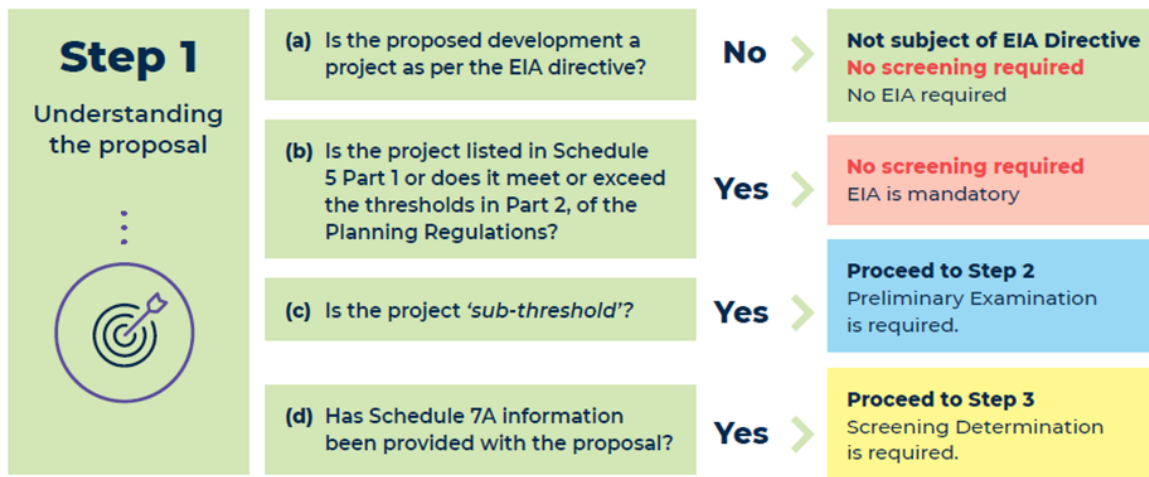 Step 1
Understanding
the proposal
(a) Is the proposed development a
project as per the EIA directive?
No
Not subject of EIA Directive
No screening required
No EIA required
(b) Is the project listed in Schedule
5 Part 1 or does it meet or exceed
the thresholds in Part 2, of the
Planning Regulations?
Yes
No screening required
EIA is mandatory
(c) Is the project ‘sub-threshold’?
Yes
Proceed to Step 2
Preliminary Examination
is required.
(d) Has Schedule 7A information
been provided with the proposal?
Yes
Proceed to Step 3
Screening Determination
is required.